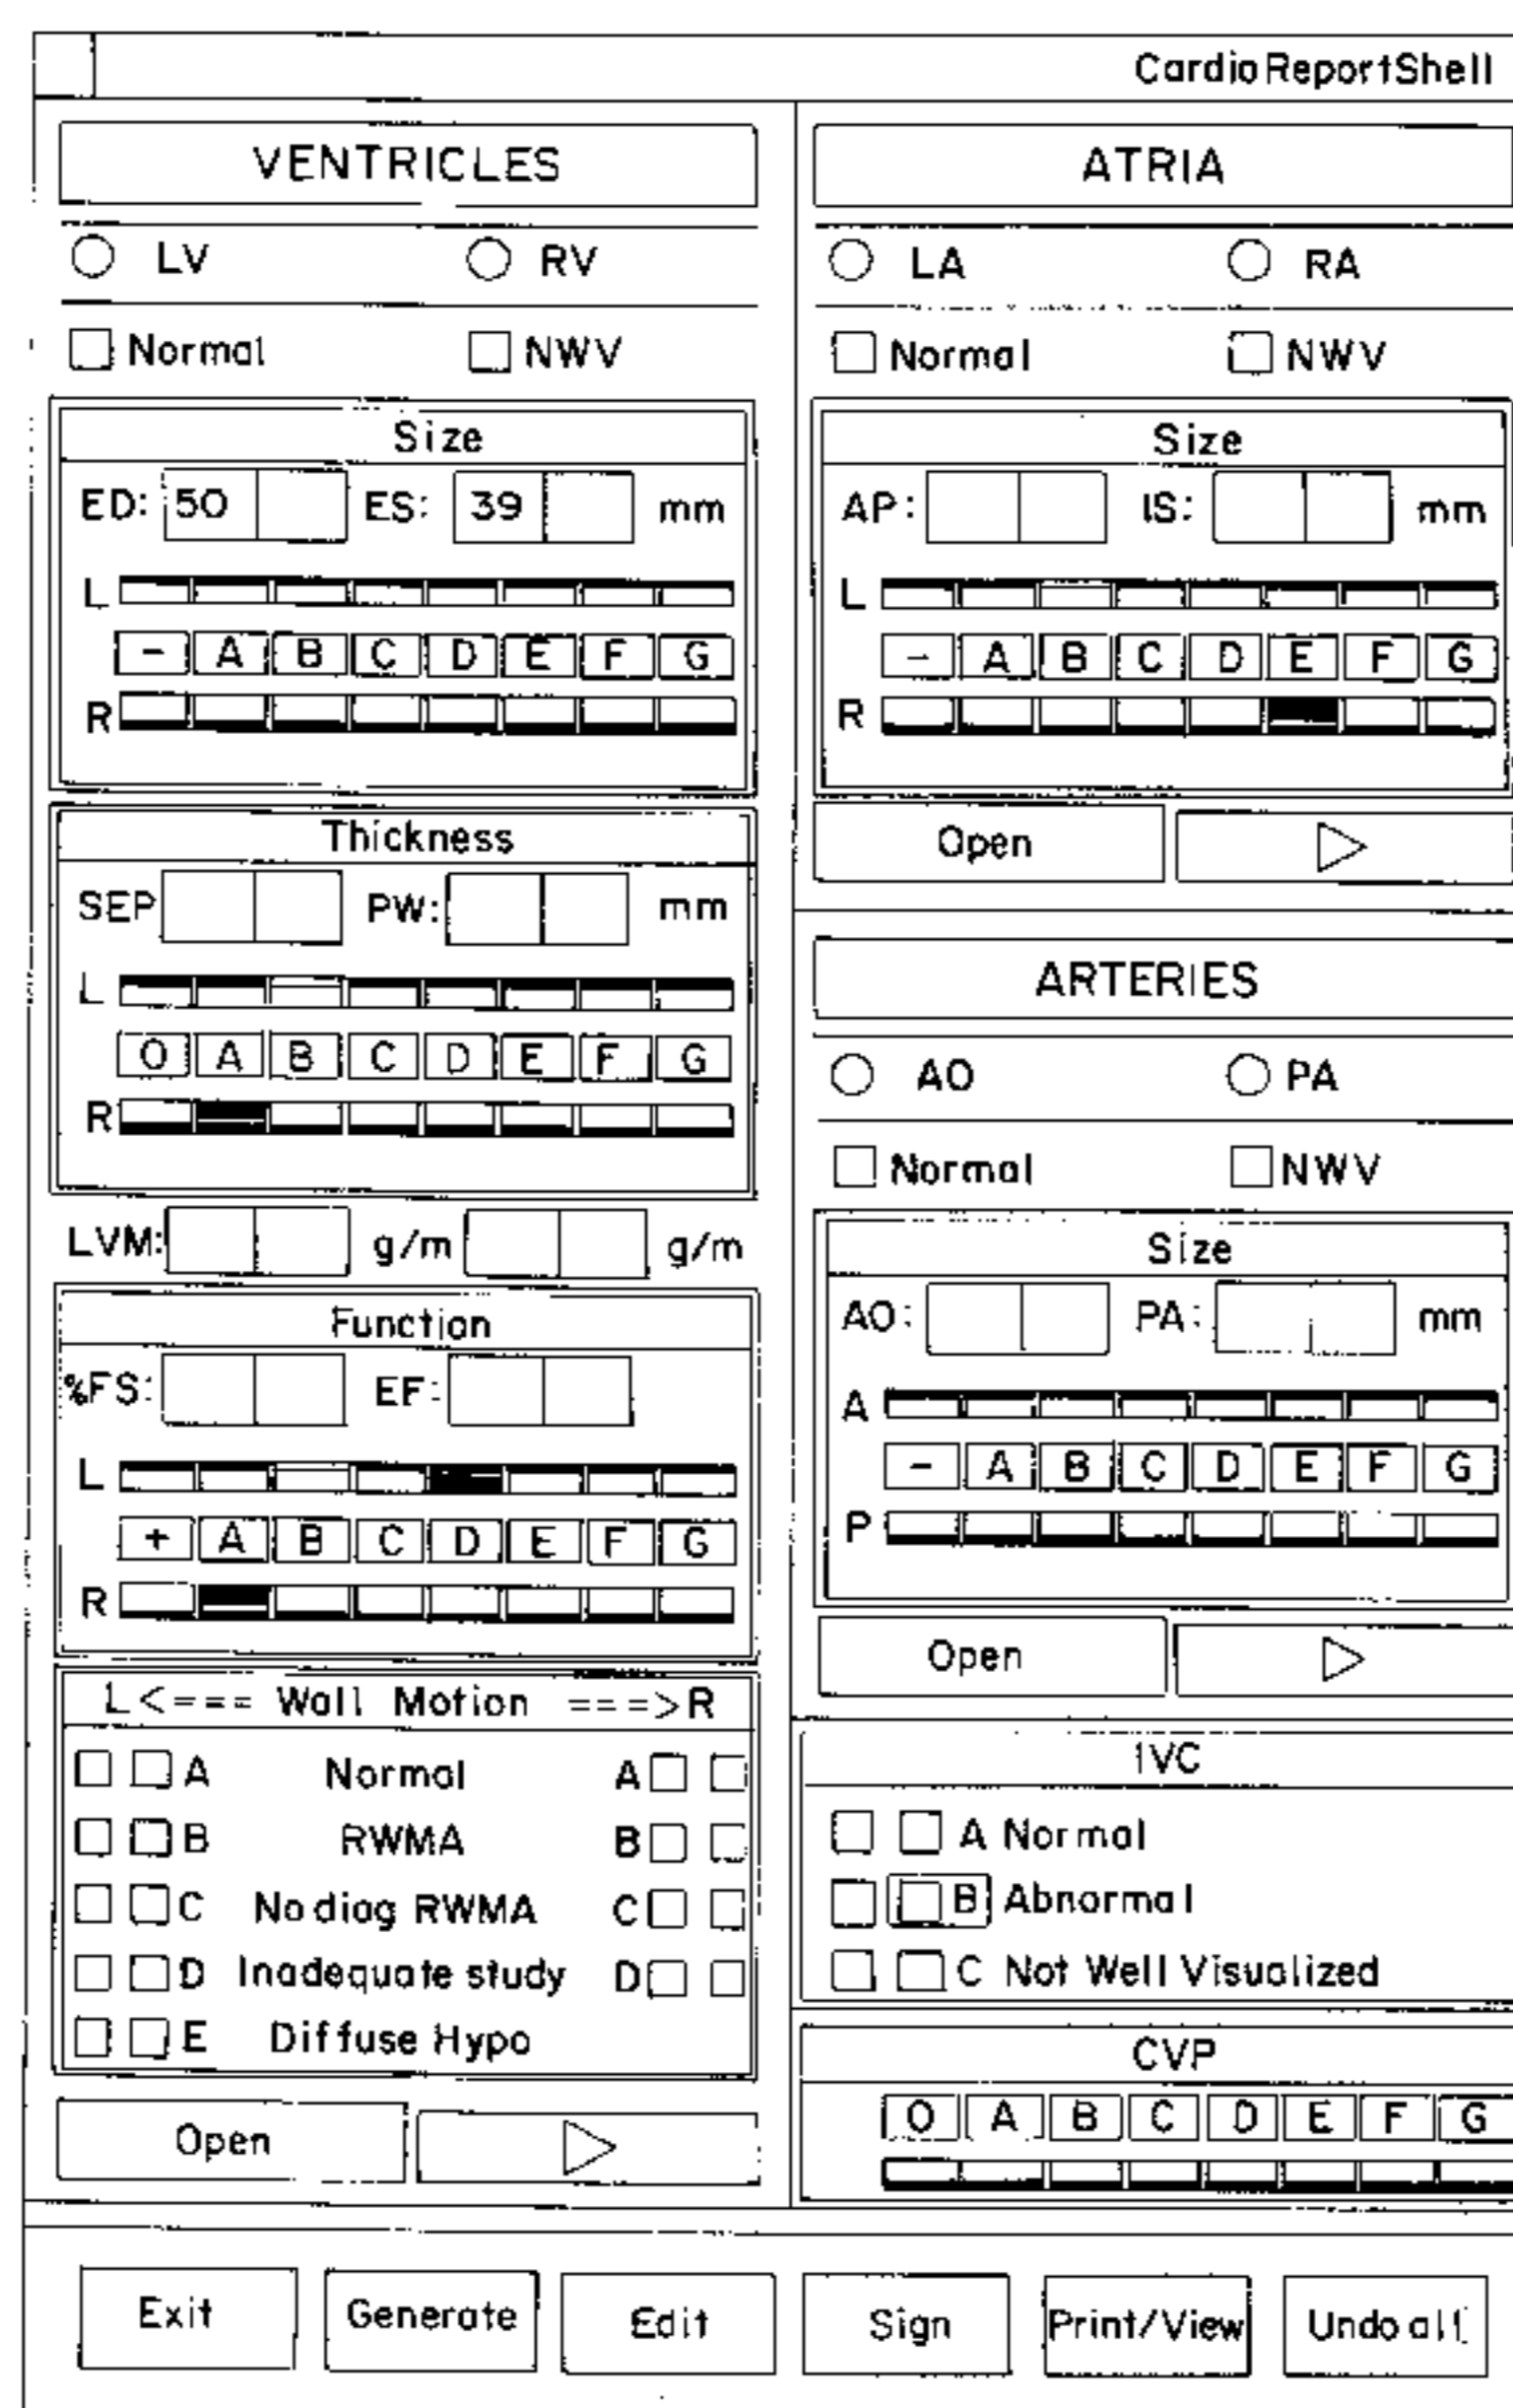 CardioReportShell
VENTRICLES
LV RV
Normal NWV
Size
ED: 50 ES: 39 mm
L
- A B C D E F G
R
Thickness
SEP PW: mm
L
O A B C D E F G
R
LVM: g/m g/m
Function
%FS: EF:
L
+ A B C D E F G
R
L<=== Wall Motion ===>R
A Normal A
B RWMA B
C No diag RWMA C
D Inadequate study D
E Diffuse Hypo
Open
ATRIA
LA RA
Normal NWV
Size
AP: IS: mm
L
- A B C D E F G
R
Open
ARTERIES
AO PA
Normal NWV
Size
AO: PA: mm
A
- A B C D E F G
P
Open
IVC
A Normal
B Abnormal
C Not Well Visualized
CVP
O A B C D E F G
Exit Generate Edit Sign Print/View Undo all